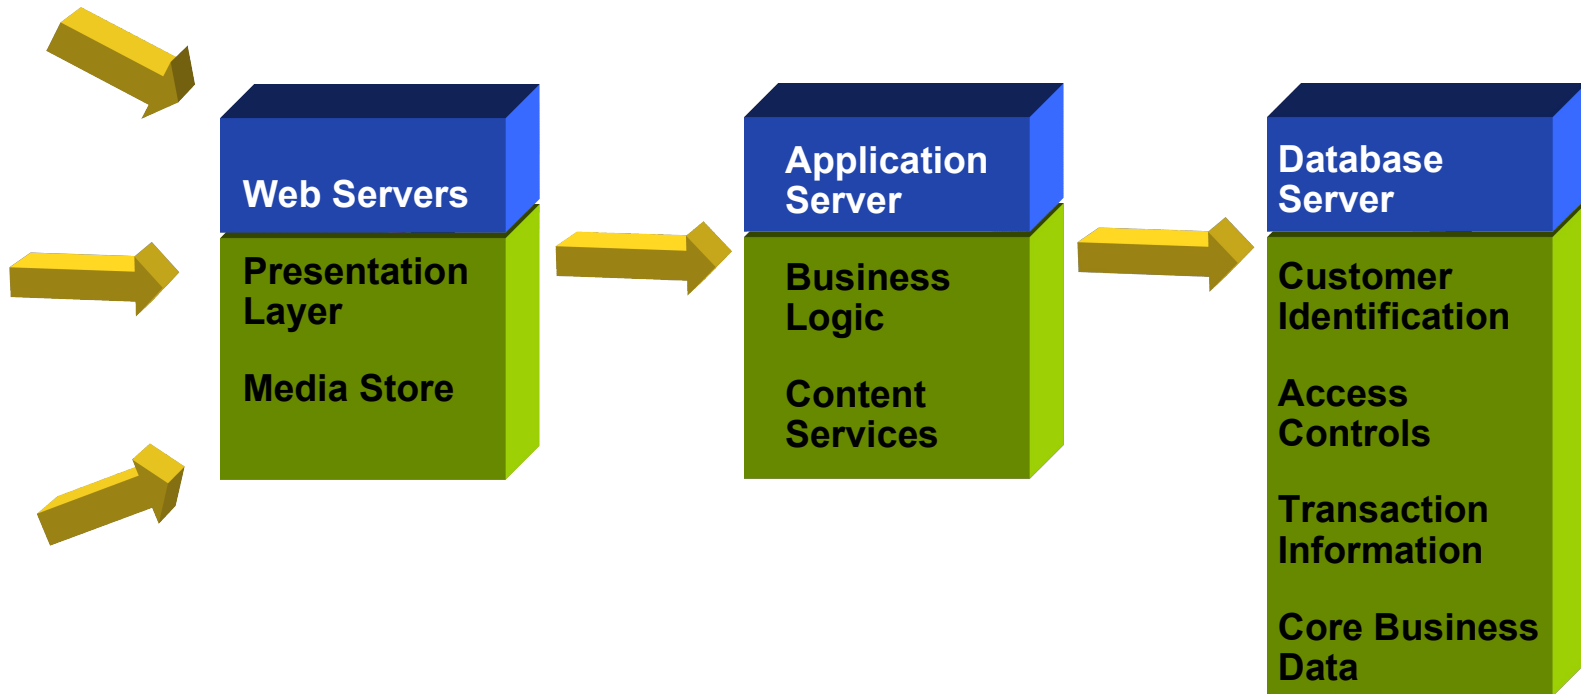 Web Servers
Presentation
Layer
Media Store
Application
Server
Business
Logic
Content
Services
Database
Server
Customer
Identification
Access
Controls
Transaction
Information
Core Business
Data